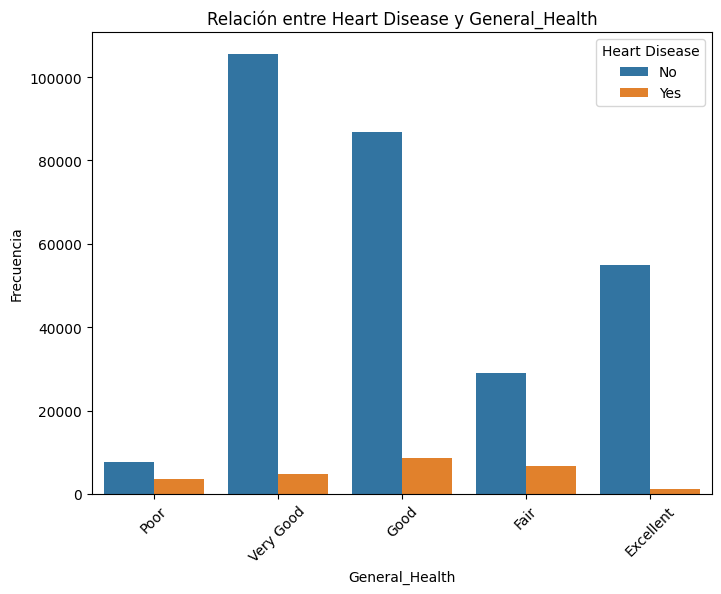 Relación entre Heart Disease y General_Health
Heart Disease
No
Yes
Frecuencia
100000
80000
60000
40000
20000
0
Poor
Very Good
Good
Fair
Excellent
General_Health